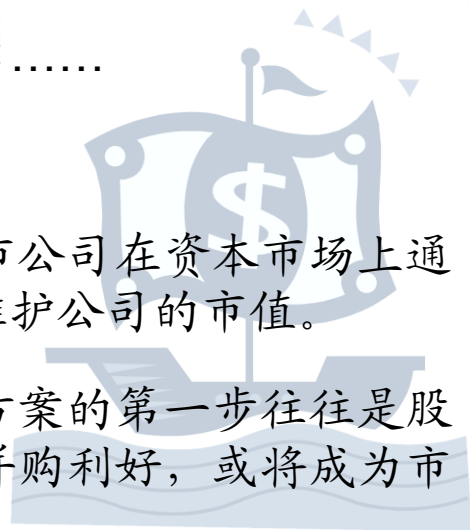 ……
市公司在资本市场上通
维护公司的市值。
方案的第一步往往是股
并购利好，或将成为市
$